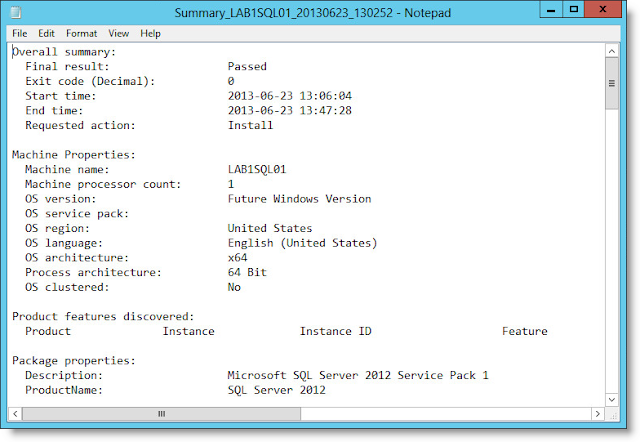 Summary_LAB1SQL01_20130623_130252 - Notepad
File Edit Format View Help
Overall summary:
Final result: Passed
Exit code (Decimal): 0
Start time: 2013-06-23 13:06:04
End time: 2013-06-23 13:47:28
Requested action: Install
Machine Properties:
Machine name: LAB1SQL01
Machine processor count: 1
OS version: Future Windows Version
OS service pack:
OS region: United States
OS language: English (United States)
OS architecture: x64
Process architecture: 64 Bit
OS clustered: No
Product features discovered:
Product Instance Instance ID Feature
Package properties:
Description: Microsoft SQL Server 2012 Service Pack 1
ProductName: SQL Server 2012